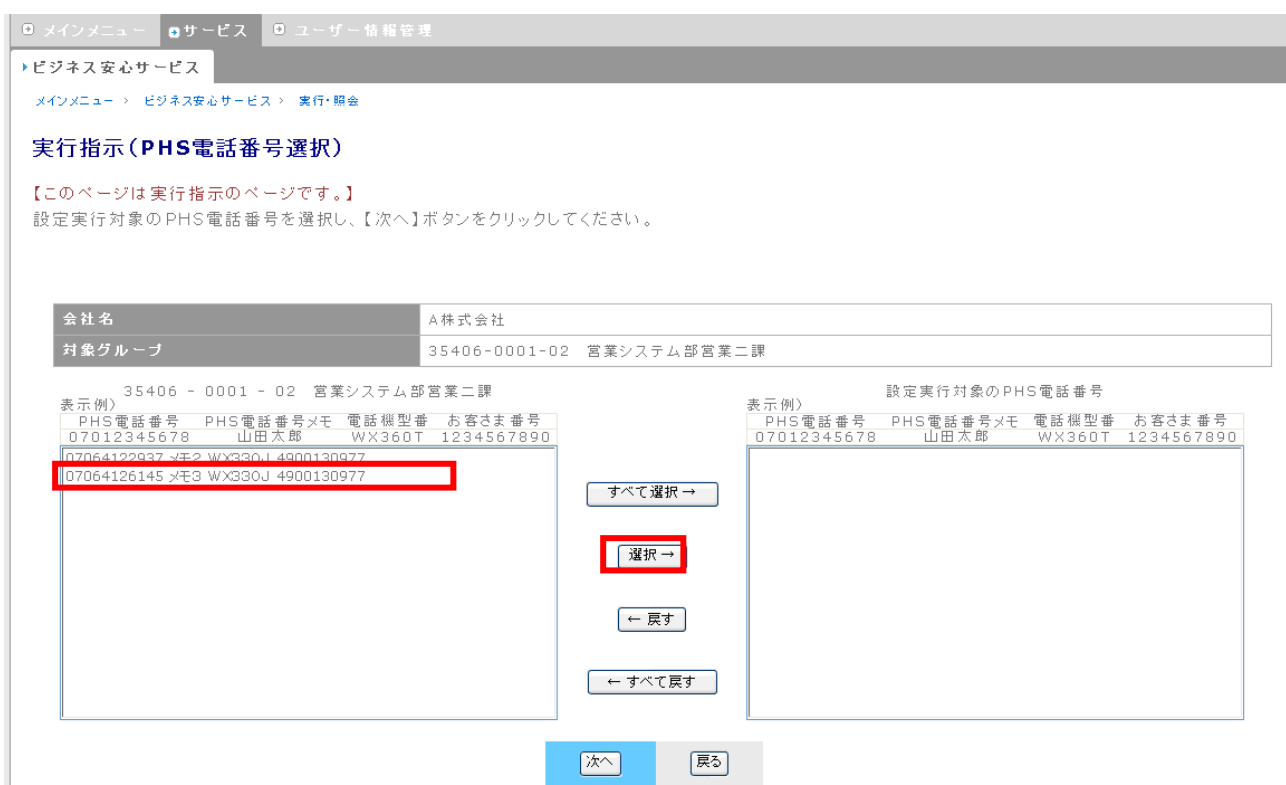 メインメニュー サービス ユーザー情報管理
ビジネス安心サービス
メインメニュー > ビジネス安心サービス > 実行・照会
実行指示(PHS電話番号選択)
【このページは実行指示のページです。】
設定実行対象のPHS電話番号を選択し、【次へ】ボタンをクリックしてください。
会社名 A株式会社
対象グループ 35406-0001-02 営業システム部営業二課
35406 - 0001 - 02 営業システム部営業二課
表示例)
PHS電話番号 PHS電話番号メモ 電話機型番 お客さま番号
07012345678 山田太郎 WX360T 1234567890
07064122937 メモ2 WX330J 4900130977
07064126145 メモ3 WX330J 4900130977
すべて選択→
選択→
← 戻す
← すべて戻す
設定実行対象のPHS電話番号
表示例)
PHS電話番号 PHS電話番号メモ 電話機型番 お客さま番号
07012345678 山田太郎 WX360T 1234567890
次へ 戻る